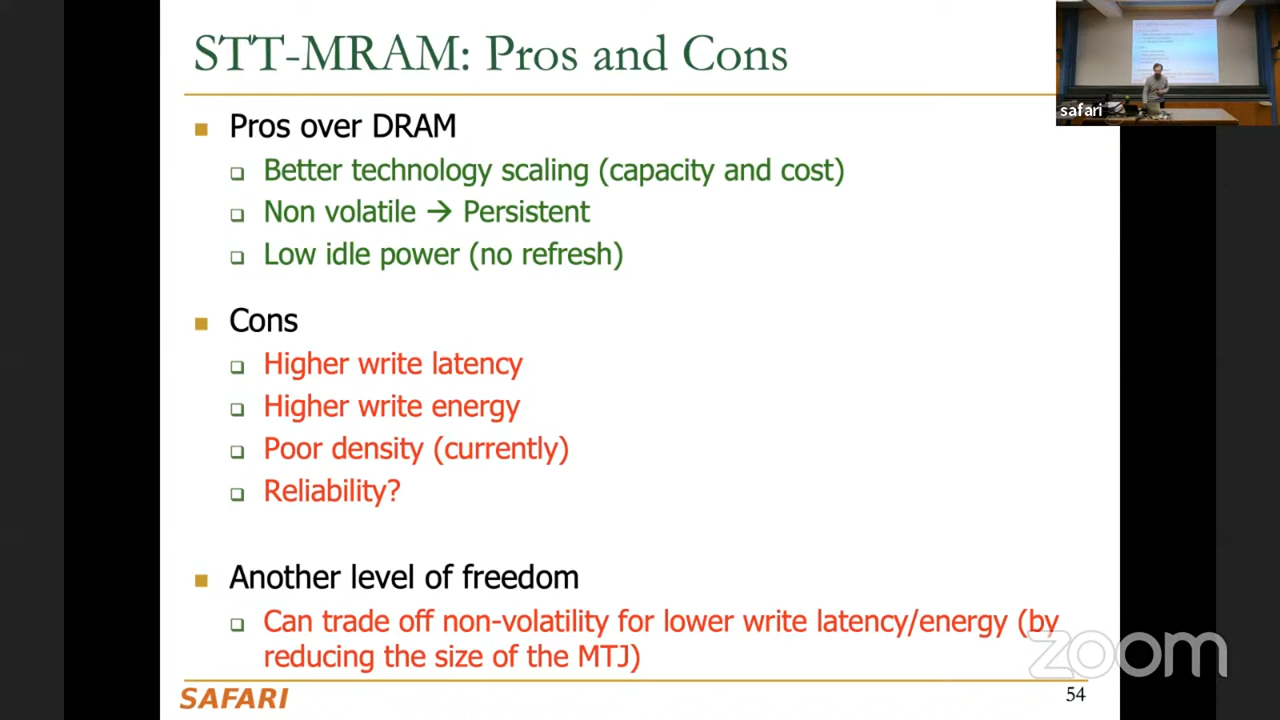 STT-MRAM: Pros and Cons
safari
Pros over DRAM
Better technology scaling (capacity and cost)
Non volatile → Persistent
Low idle power (no refresh)
Cons
Higher write latency
Higher write energy
Poor density (currently)
Reliability?
Another level of freedom
Can trade off non-volatility for lower write latency/energy (by
reducing the size of the MTJ)
zoom
SAFARI
54